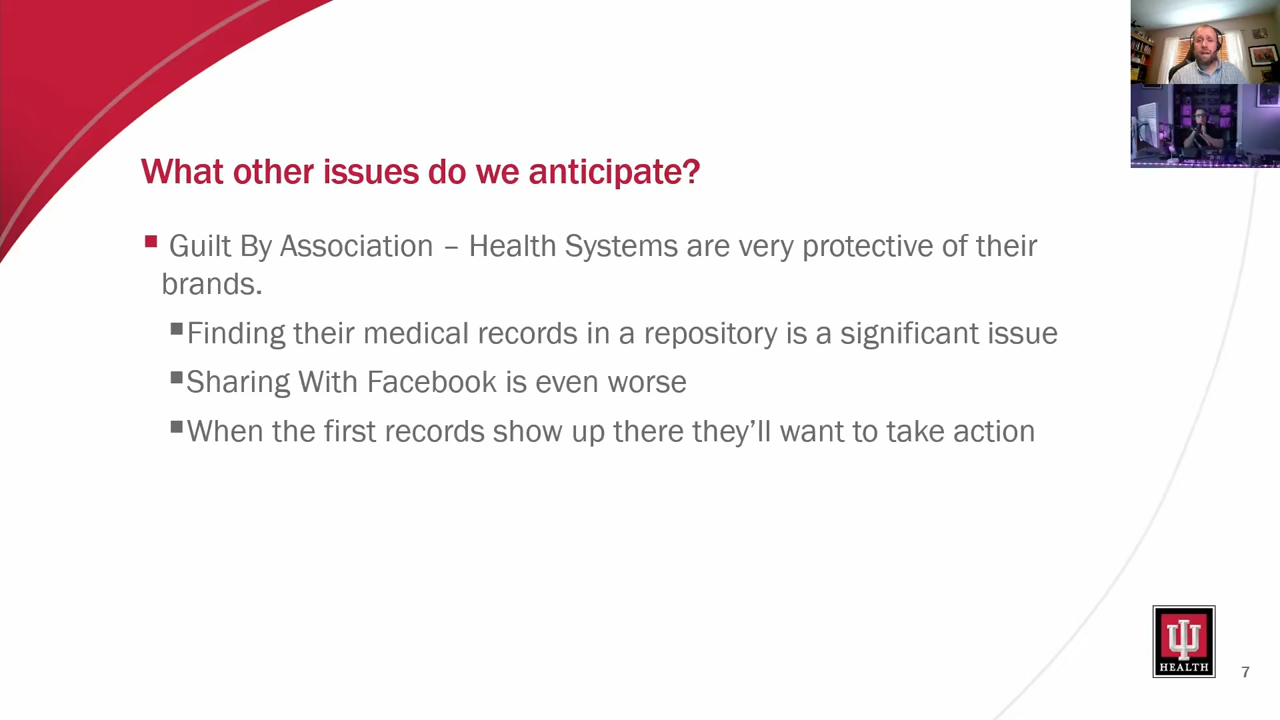 What other issues do we anticipate?
■ Guilt By Association – Health Systems are very protective of their
brands.
■Finding their medical records in a repository is a significant issue
■Sharing With Facebook is even worse
■When the first records show up there they’ll want to take action
IU
HEALTH
7